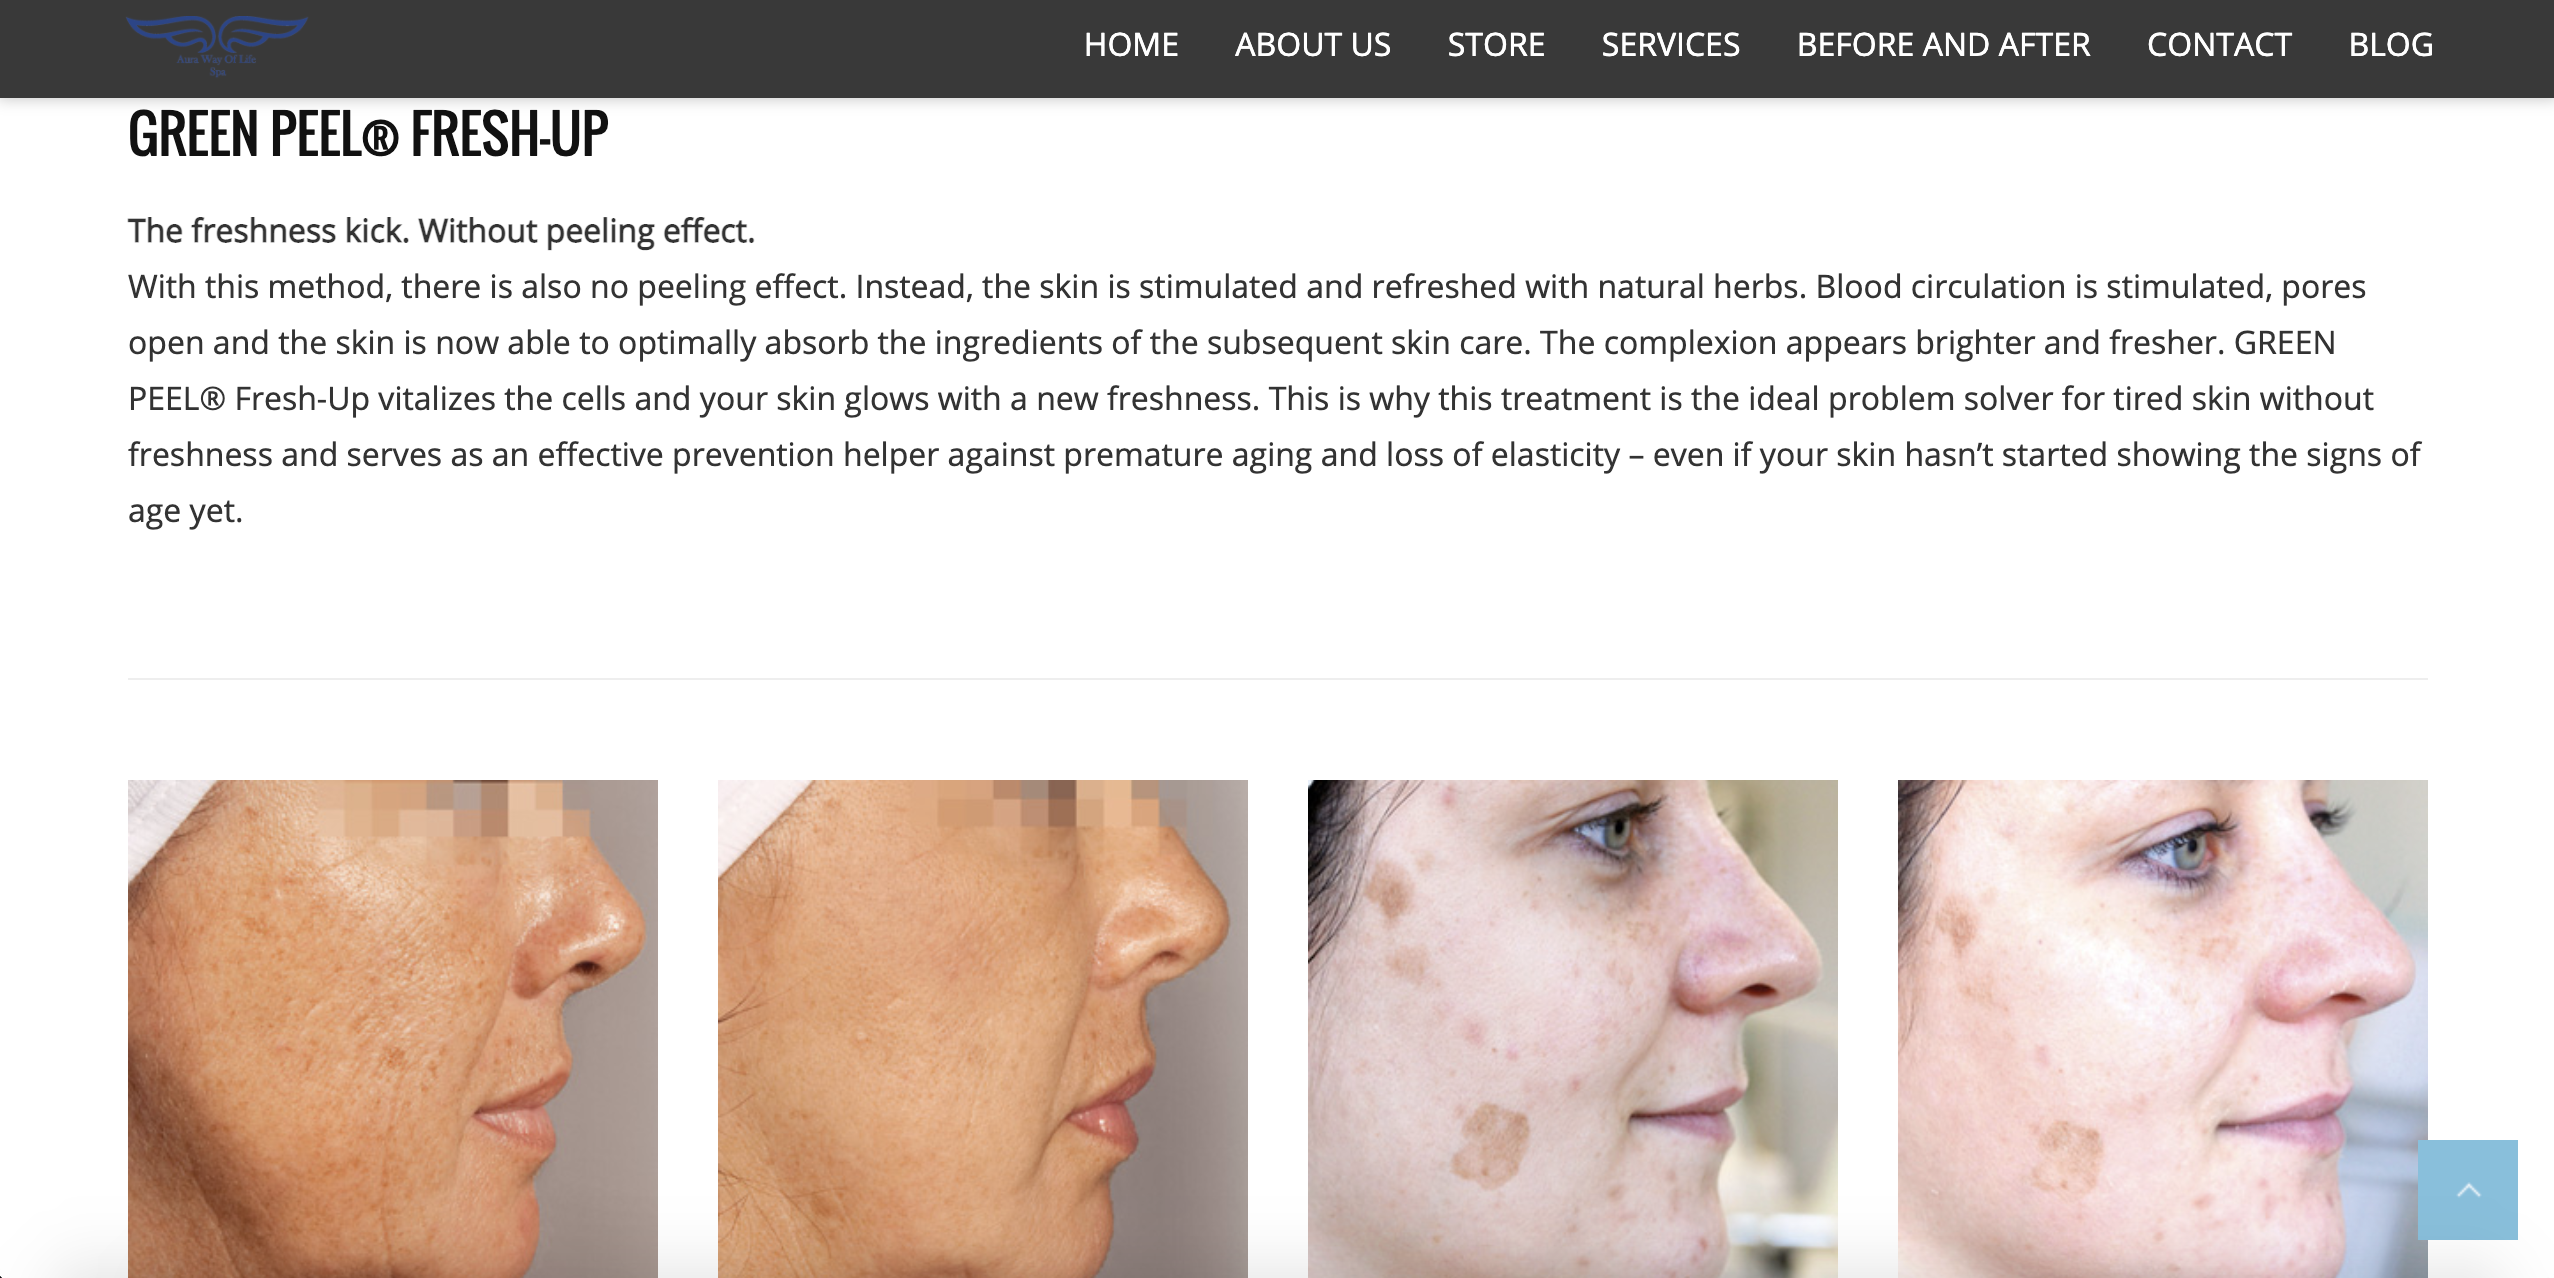 Aura Way Of Life
Spa
HOME ABOUT US STORE SERVICES BEFORE AND AFTER CONTACT BLOG
GREEN PEEL® FRESH-UP
The freshness kick. Without peeling effect.
With this method, there is also no peeling effect. Instead, the skin is stimulated and refreshed with natural herbs. Blood circulation is stimulated, pores
open and the skin is now able to optimally absorb the ingredients of the subsequent skin care. The complexion appears brighter and fresher. GREEN
PEEL® Fresh-Up vitalizes the cells and your skin glows with a new freshness. This is why this treatment is the ideal problem solver for tired skin without
freshness and serves as an effective prevention helper against premature aging and loss of elasticity – even if your skin hasn’t started showing the signs of
age yet.